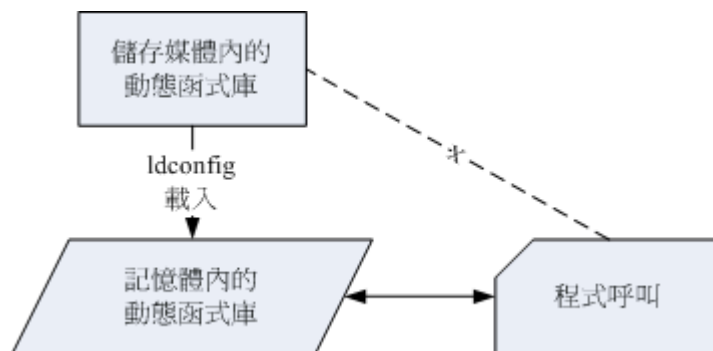 儲存媒體內的
動態函式庫
ldconfig
載入
x
記憶體內的
動態函式庫
程式呼叫